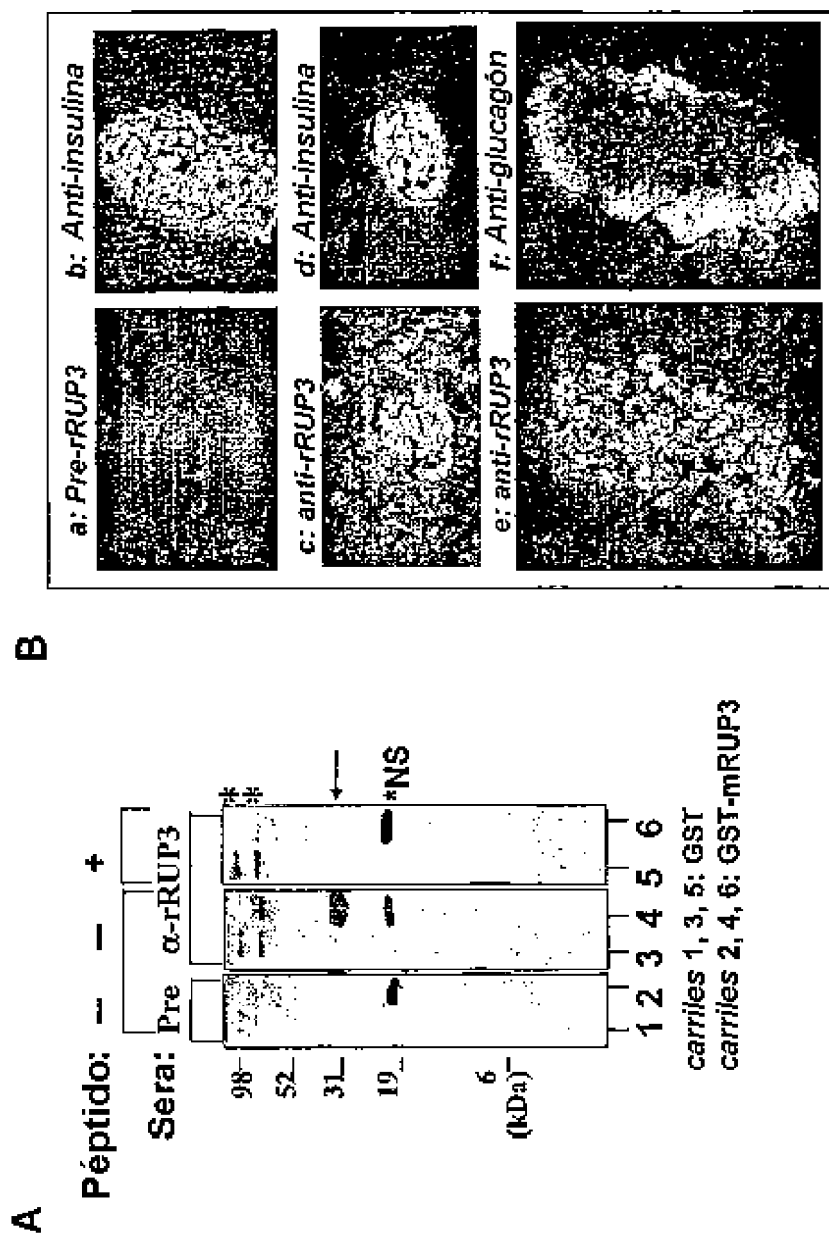 A
Péptido: – – +
Sera: Pre α-rRUP3
98
52
31
19
6
(kDa)
*
*
*NS
1 2 3 4 5 6
carriles 1, 3, 5: GST
carriles 2, 4, 6: GST-mRUP3
B
a: Pre-rRUP3
b: Anti-insulina
c: anti-rRUP3
d: Anti-insulina
e: anti-rRUP3
f: Anti-glucagón